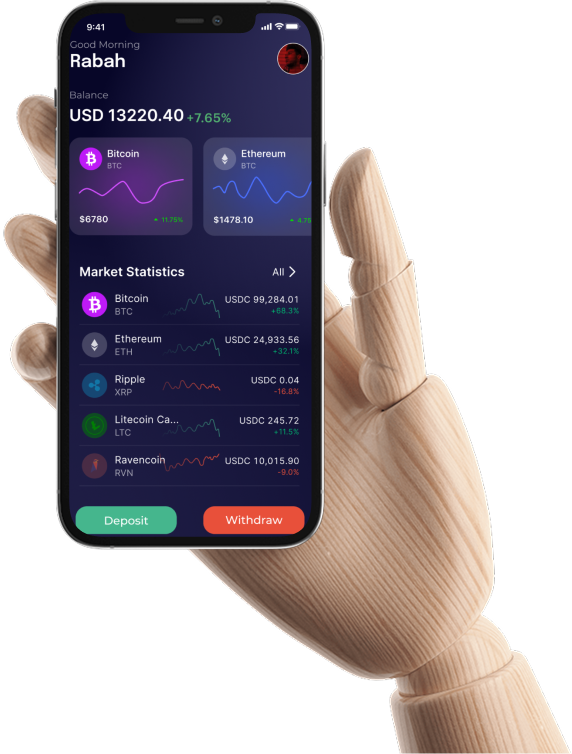 9:41
Good Morning
Rabah
Balance
USD 13220.40 +7.65%
Bitcoin
BTC
$6780 11.75%
Ethereum
BTC
$1478.10 4.75
Market Statistics All
Bitcoin
BTC
USDC 99,284.01
+68.3%
Ethereum
ETH
USDC 24,933.56
+32.1%
Ripple
XRP
USDC 0.04
-16.8%
Litecoin Ca...
LTC
USDC 245.72
+11.5%
Ravencoin
RVN
USDC 10,015.90
-9.0%
Deposit Withdraw